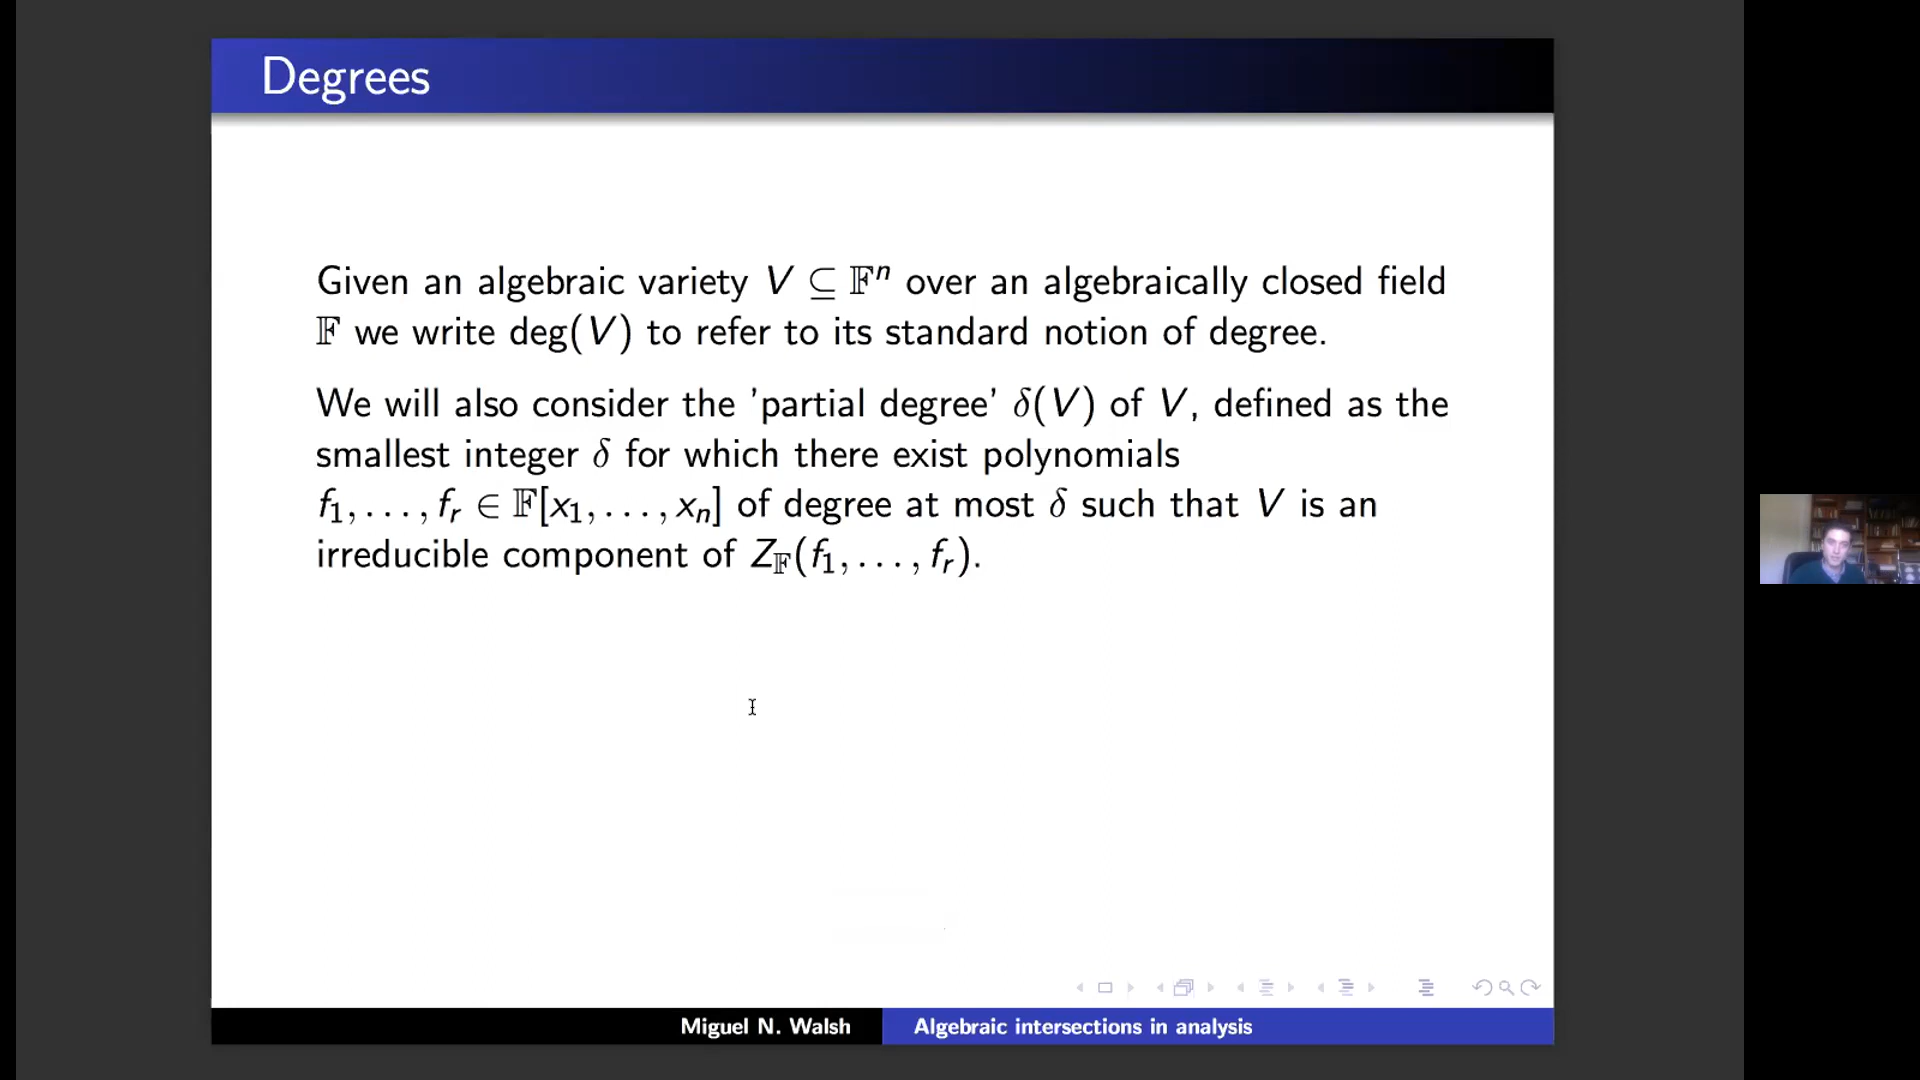 Degrees
Given an algebraic variety V ⊆ 𝔽ⁿ over an algebraically closed field
𝔽 we write deg(V) to refer to its standard notion of degree.
We will also consider the 'partial degree' δ(V) of V, defined as the
smallest integer δ for which there exist polynomials
f₁, . . . , fᵣ ∈ 𝔽[x₁, . . . , xₙ] of degree at most δ such that V is an
irreducible component of Z_𝔽(f₁, . . . , fᵣ).
Miguel N. Walsh
Algebraic intersections in analysis